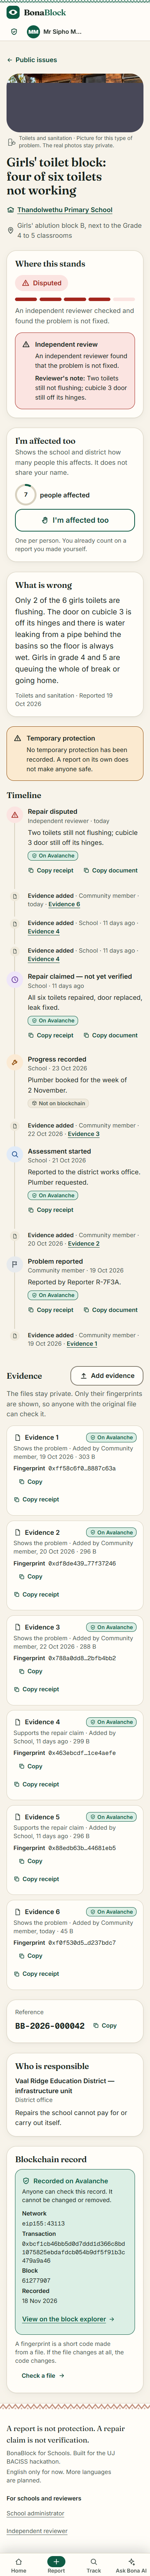 BonaBlock
MM Mr Sipho M...
← Public issues
Toilets and sanitation · Picture for this type of
problem. The real photos stay private.
Girls' toilet block:
four of six toilets
not working
Thandolwethu Primary School
Girls' ablution block B, next to the Grade
4 to 5 classrooms
Where this stands
Disputed
An independent reviewer checked and
found the problem is not fixed.
Independent review
An independent reviewer found
that the problem is not fixed.
Reviewer's note: Two toilets
still not flushing; cubicle 3 door
still off its hinges.
I'm affected too
Shows the school and district how
many people this affects. It does not
share your name.
7 people affected
I'm affected too
One per person. You already count on a
report you made yourself.
What is wrong
Only 2 of the 6 girls toilets are
flushing. The door on cubicle 3 is
off its hinges and there is water
leaking from a pipe behind the
basins so the floor is always
wet. Girls in grade 4 and 5 are
queuing the whole of break or
going home.
Toilets and sanitation · Reported 19
Oct 2026
Temporary protection
No temporary protection has been
recorded. A report on its own does
not make anyone safe.
Timeline
Repair disputed
Independent reviewer · today
Two toilets still not flushing; cubicle
3 door still off its hinges.
On Avalanche
Copy receipt Copy document
Evidence added · Community member ·
today · Evidence 6
Evidence added · School · 11 days ago ·
Evidence 4
Evidence added · School · 11 days ago ·
Evidence 4
Repair claimed — not yet verified
School · 11 days ago
All six toilets repaired, door replaced,
leak fixed.
On Avalanche
Copy receipt Copy document
Progress recorded
School · 23 Oct 2026
Plumber booked for the week of
2 November.
Not on blockchain
Evidence added · Community member ·
22 Oct 2026 · Evidence 3
Assessment started
School · 21 Oct 2026
Reported to the district works office.
Plumber requested.
On Avalanche
Copy receipt
Evidence added · Community member ·
20 Oct 2026 · Evidence 2
Problem reported
Community member · 19 Oct 2026
Reported by Reporter R-7F3A.
On Avalanche
Copy receipt Copy document
Evidence added · Community member ·
19 Oct 2026 · Evidence 1
Evidence
Add evidence
The files stay private. Only their fingerprints
are shown, so anyone with the original file
can check it.
Evidence 1 On Avalanche
Shows the problem · Added by Community
member, 19 Oct 2026 · 303 B
Fingerprint 0xff58c6f0…8887c63a
Copy
Copy receipt
Evidence 2 On Avalanche
Shows the problem · Added by Community
member, 20 Oct 2026 · 296 B
Fingerprint 0xdf8de439…77f37246
Copy
Copy receipt
Evidence 3 On Avalanche
Shows the problem · Added by Community
member, 22 Oct 2026 · 288 B
Fingerprint 0x788a0dd8…2bfb4bb2
Copy
Copy receipt
Evidence 4 On Avalanche
Supports the repair claim · Added by
School, 11 days ago · 299 B
Fingerprint 0x463ebcdf…1ce4aefe
Copy
Copy receipt
Evidence 5 On Avalanche
Supports the repair claim · Added by
School, 11 days ago · 296 B
Fingerprint 0x88edb63b…44681eb5
Copy
Copy receipt
Evidence 6 On Avalanche
Shows the problem · Added by Community
member, today · 45 B
Fingerprint 0xf0f530d5…d237bdc7
Copy
Copy receipt
Reference
BB-2026-000042 Copy
Who is responsible
Vaal Ridge Education District —
infrastructure unit
District office
Repairs the school cannot pay for or
carry out itself.
Blockchain record
Recorded on Avalanche
Anyone can check this record. It
cannot be changed or removed.
Network
eip155:43113
Transaction
Block
61277907
Recorded
18 Nov 2026
View on the block explorer →
A fingerprint is a short code made
from a file. If the file changes at all, the
code changes.
Check a file →
A report is not protection. A repair
claim is not verification.
BonaBlock for Schools. Built for the UJ
BACISS hackathon.
English only for now. More languages
are planned.
For schools and reviewers
School administrator
Independent reviewer
Home Report Track Ask Bona AI